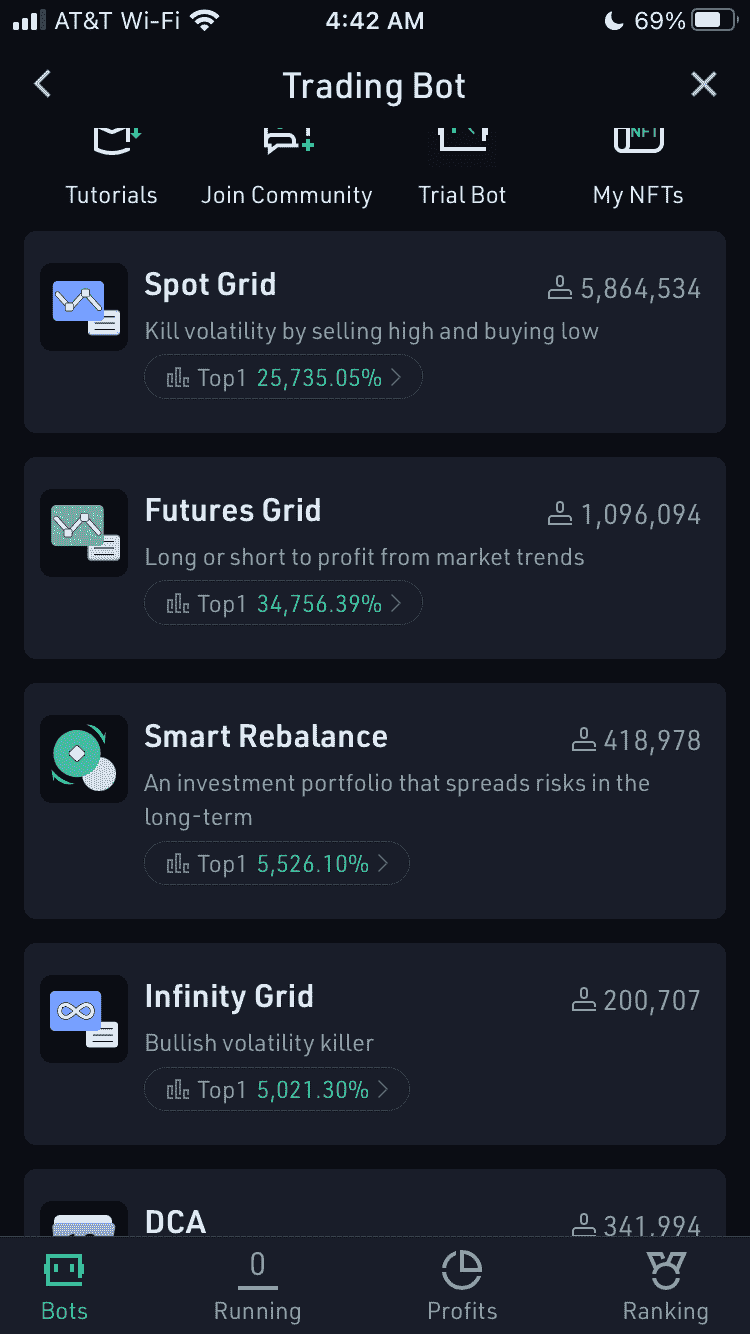 AT&T Wi-Fi 4:42 AM 69%
Trading Bot
NFT
Tutorials Join Community Trial Bot My NFTs
Spot Grid 5,864,534
Kill volatility by selling high and buying low
Top1 25,735.05%
Futures Grid 1,096,094
Long or short to profit from market trends
Top1 34,756.39%
Smart Rebalance 418,978
An investment portfolio that spreads risks in the
long-term
Top1 5,526.10%
Infinity Grid 200,707
Bullish volatility killer
Top1 5,021.30%
DCA 341,994
0
Bots Running Profits Ranking